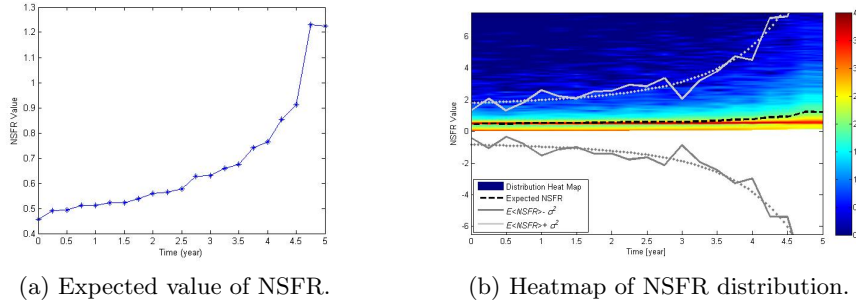 1.3
1.2
1.1
1
0.9
0.8
0.7
0.6
0.5
0.4
NSFR Value
0 0.5 1 1.5 2 2.5 3 3.5 4 4.5 5
Time (year)
(a) Expected value of NSFR.
6
4
2
0
-2
-4
-6
NSFR Value
Distribution Heat Map
Expected NSFR
E<NSFR>- σ²
E<NSFR>+ σ²
0 0.5 1 1.5 2 2.5 3 3.5 4 4.5 5
Time [year]
(b) Heatmap of NSFR distribution.